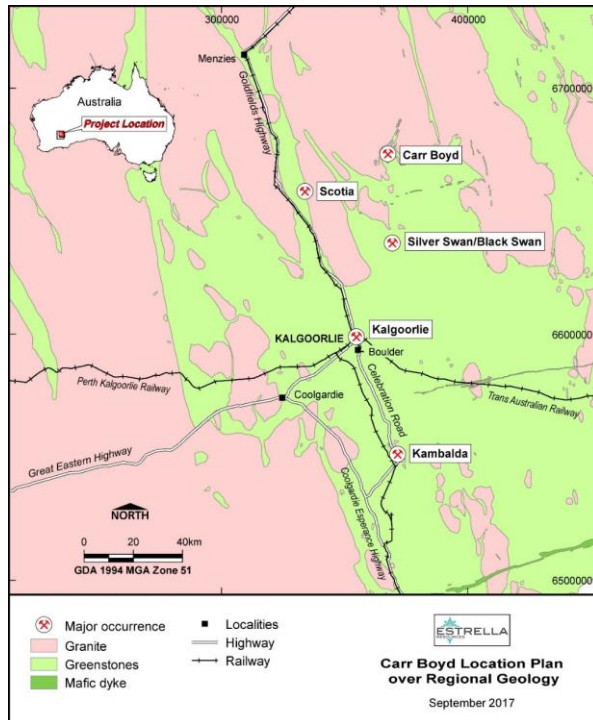 300000
400000
Menzies
6700000
Australia
Project Location
Goldfields Highway
Carr Boyd
Scotia
Silver Swan/Black Swan
Kalgoorlie
KALGOORLIE
6600000
Boulder
Perth Kalgoorlie Railway
Celebration Road
Trans Australian Railway
Coolgardie
Great Eastern Highway
Kambalda
Coolgardie Esperance Highway
NORTH
0 20 40km
GDA 1994 MGA Zone 51
6500000
Major occurrence
Granite
Greenstones
Mafic dyke
Localities
Highway
Railway
ESTRELLA
RESOURCES
Carr Boyd Location Plan
over Regional Geology
September 2017